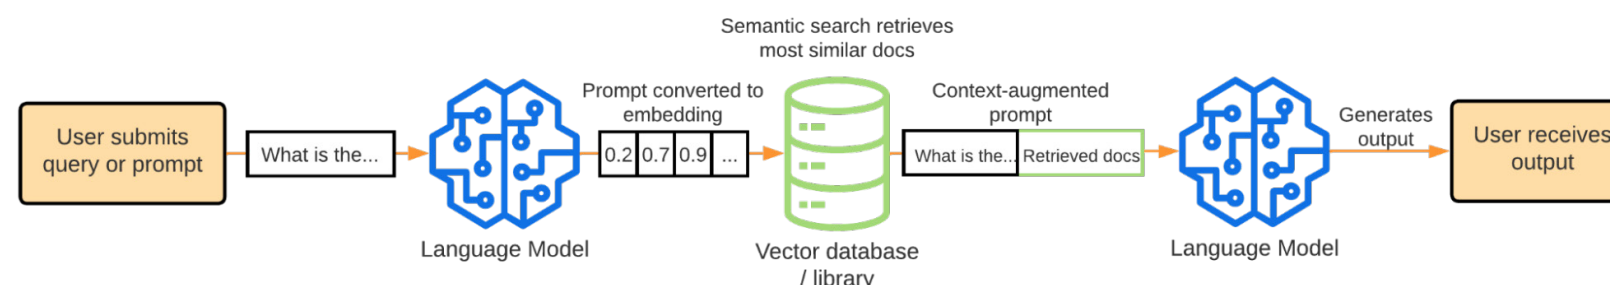 Semantic search retrieves
most similar docs
User submits
query or prompt
What is the...
Language Model
Prompt converted to
embedding
0.2 0.7 0.9 ...
Vector database
/ library
Context-augmented
prompt
What is the... Retrieved docs
Language Model
Generates
output
User receives
output